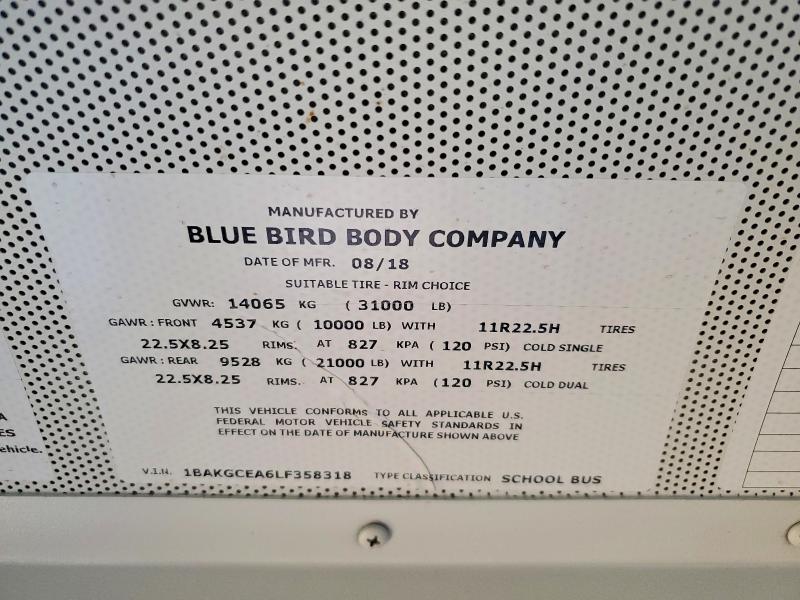 MANUFACTURED BY
BLUE BIRD BODY COMPANY
DATE OF MFR. 08/18
SUITABLE TIRE - RIM CHOICE
GVWR: 14065 KG ( 31000 LB)
GAWR : FRONT 4537 KG ( 10000 LB) WITH 11R22.5H TIRES
22.5X8.25 RIMS. AT 827 KPA ( 120 PSI) COLD SINGLE
GAWR : REAR 9528 KG ( 21000 LB) WITH 11R22.5H TIRES
22.5X8.25 RIMS. AT 827 KPA ( 120 PSI) COLD DUAL
THIS VEHICLE CONFORMS TO ALL APPLICABLE U.S.
FEDERAL MOTOR VEHICLE SAFETY STANDARDS IN
EFFECT ON THE DATE OF MANUFACTURE SHOWN ABOVE
V.I.N. 1BAKGCEA6LF358318 TYPE CLASSIFICATION SCHOOL BUS